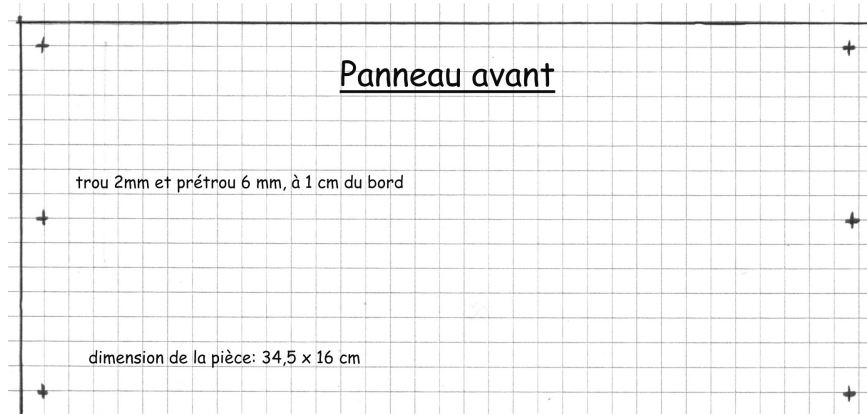 Panneau avant
trou 2mm et prétrou 6 mm, à 1 cm du bord
dimension de la pièce: 34,5 x 16 cm